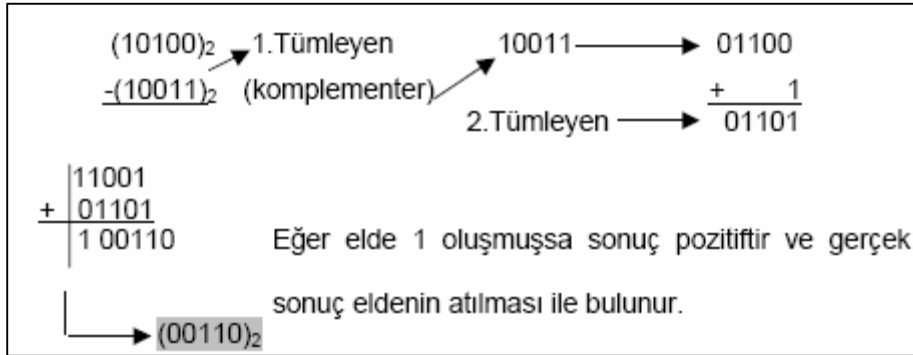 (10100)₂ 1.Tümleyen 10011 01100
-(10011)₂ (komplementer) + 1
2.Tümleyen 01101
11001
+ 01101
1 00110
Eğer elde 1 oluşmuşsa sonuç pozitiftir ve gerçek
sonuç eldenin atılması ile bulunur.
(00110)₂